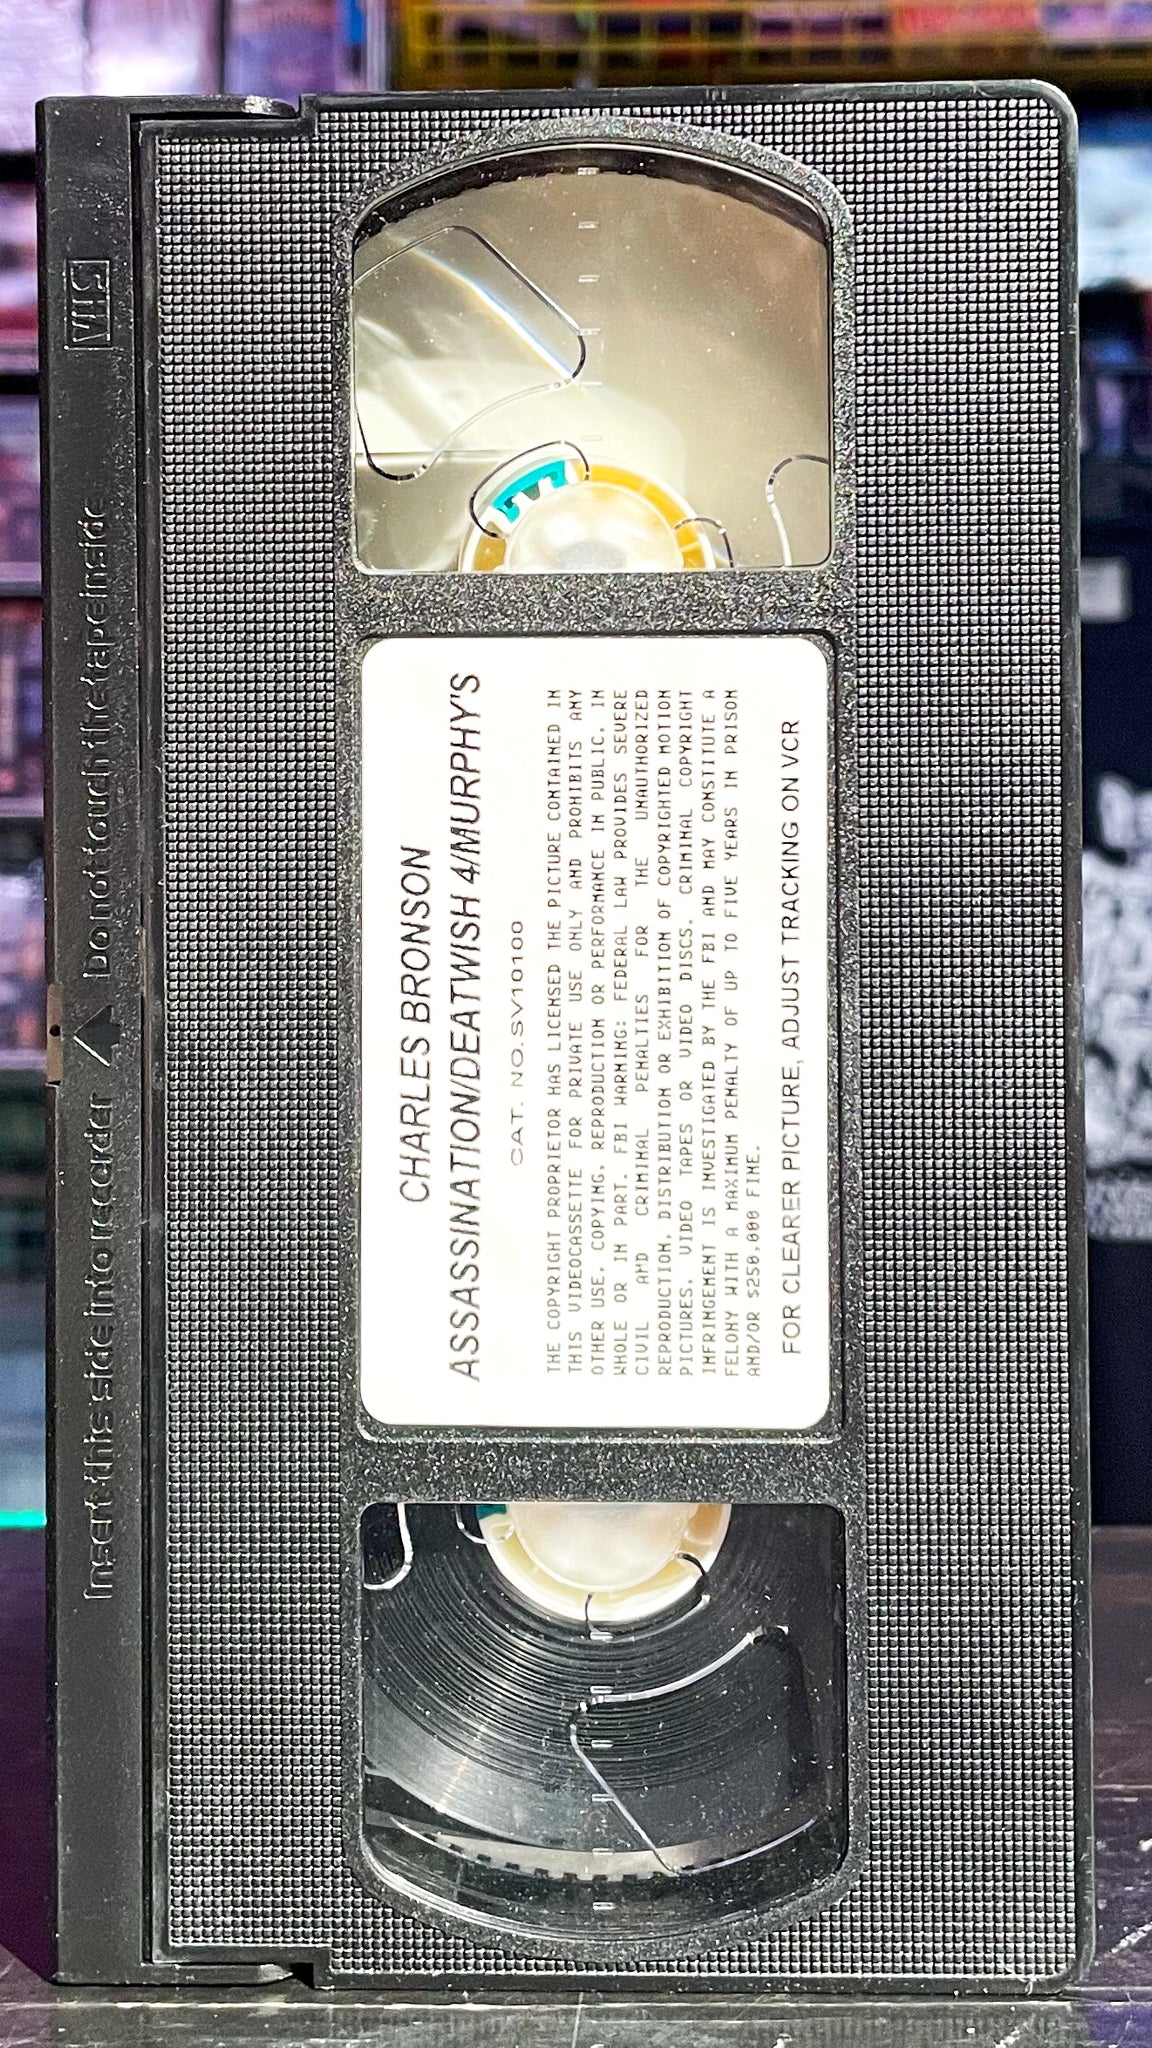 VHS
Insert this side into recorder ▲ Do not touch the tape inside
CHARLES BRONSON
ASSASSINATION/DEATWISH 4/MURPHY'S
CAT. NO.SV10100
THE COPYRIGHT PROPRIETOR HAS LICENSED THE PICTURE CONTAINED IN
THIS VIDEOCASSETTE FOR PRIVATE USE ONLY AND PROHIBITS ANY
OTHER USE, COPYING, REPRODUCTION OR PERFORMANCE IN PUBLIC, IN
WHOLE OR IN PART. FBI WARNING: FEDERAL LAW PROVIDES SEVERE
CIVIL AND CRIMINAL PENALTIES FOR THE UNAUTHORIZED
REPRODUCTION, DISTRIBUTION OR EXHIBITION OF COPYRIGHTED MOTION
PICTURES, VIDEO TAPES OR VIDEO DISCS. CRIMINAL COPYRIGHT
INFRINGEMENT IS INVESTIGATED BY THE FBI AND MAY CONSTITUTE A
FELONY WITH A MAXIMUM PENALTY OF UP TO FIVE YEARS IN PRISON
AND/OR $250,000 FINE.
FOR CLEARER PICTURE, ADJUST TRACKING ON VCR